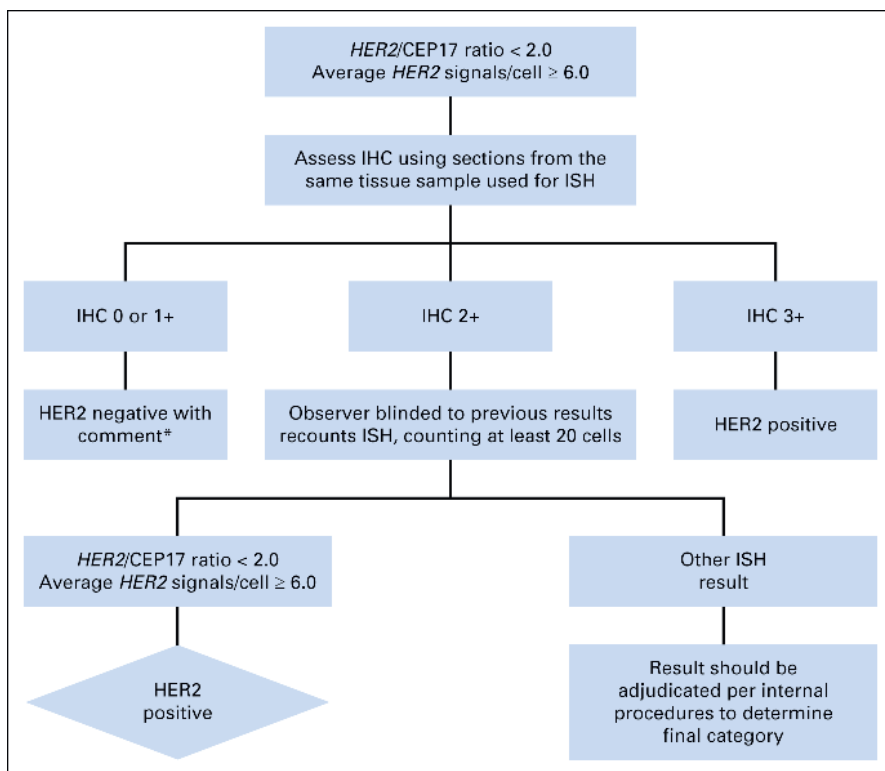 HER2/CEP17 ratio < 2.0
Average HER2 signals/cell ≥ 6.0
Assess IHC using sections from the
same tissue sample used for ISH
IHC 0 or 1+
IHC 2+
IHC 3+
HER2 negative with
comment*
Observer blinded to previous results
recounts ISH, counting at least 20 cells
HER2 positive
HER2/CEP17 ratio < 2.0
Average HER2 signals/cell ≥ 6.0
Other ISH
result
HER2
positive
Result should be
adjudicated per internal
procedures to determine
final category